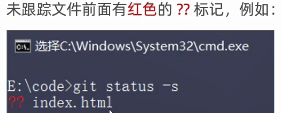 未跟踪文件前面有红色的 ?? 标记，例如：
选择C:\Windows\System32\cmd.exe
E:\code>git status -s
?? index.html